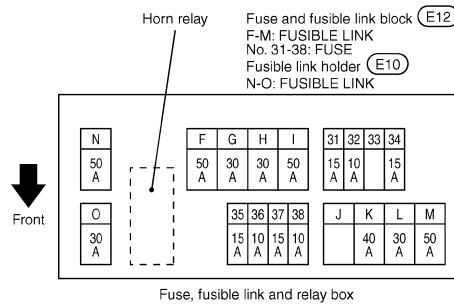 Horn relay
Fuse and fusible link block E12
F-M: FUSIBLE LINK
No. 31-38: FUSE
Fusible link holder E10
N-O: FUSIBLE LINK
N F G H I 31 32 33 34
50 A 50 A 30 A 30 A 50 A 15 A 10 A 15 A
Front
O 35 36 37 38 J K L M
30 A 15 A 10 A 15 A 10 A 40 A 30 A 50 A
Fuse, fusible link and relay box